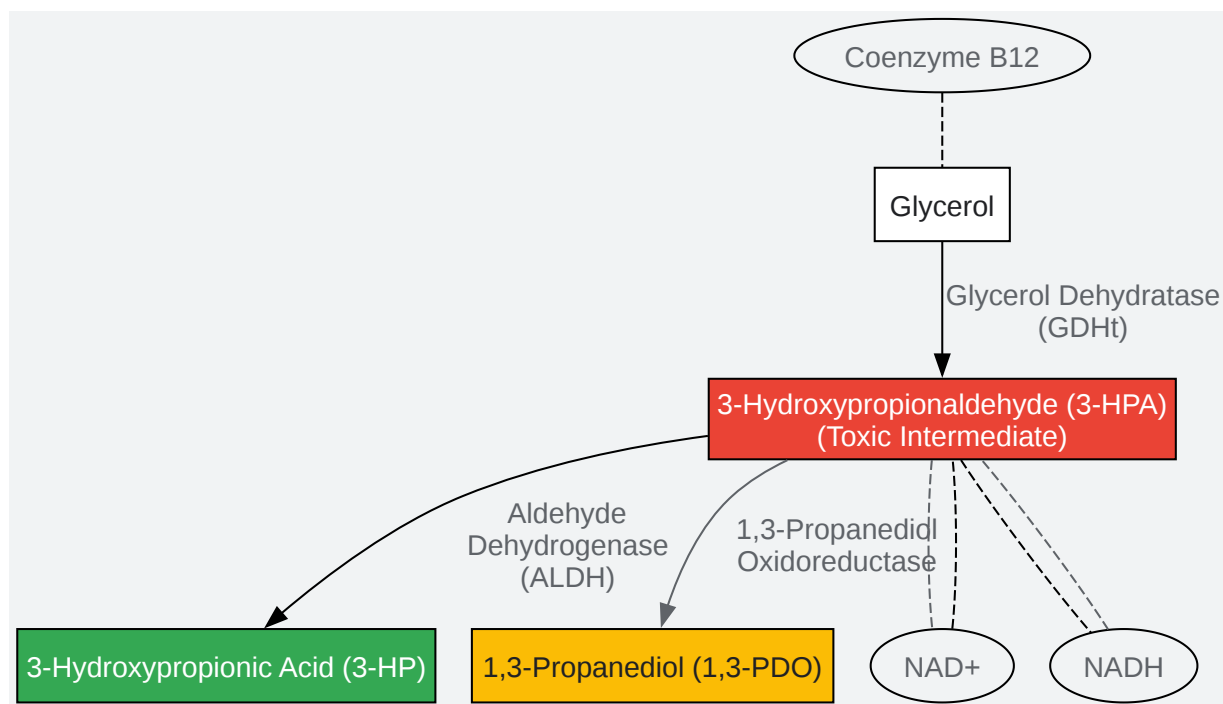 Coenzyme B12
Glycerol
Glycerol Dehydratase
(GDHt)
3-Hydroxypropionaldehyde (3-HPA)
(Toxic Intermediate)
Aldehyde
Dehydrogenase
(ALDH)
1,3-Propanediol
Oxidoreductase
3-Hydroxypropionic Acid (3-HP)
1,3-Propanediol (1,3-PDO)
NAD+
NADH